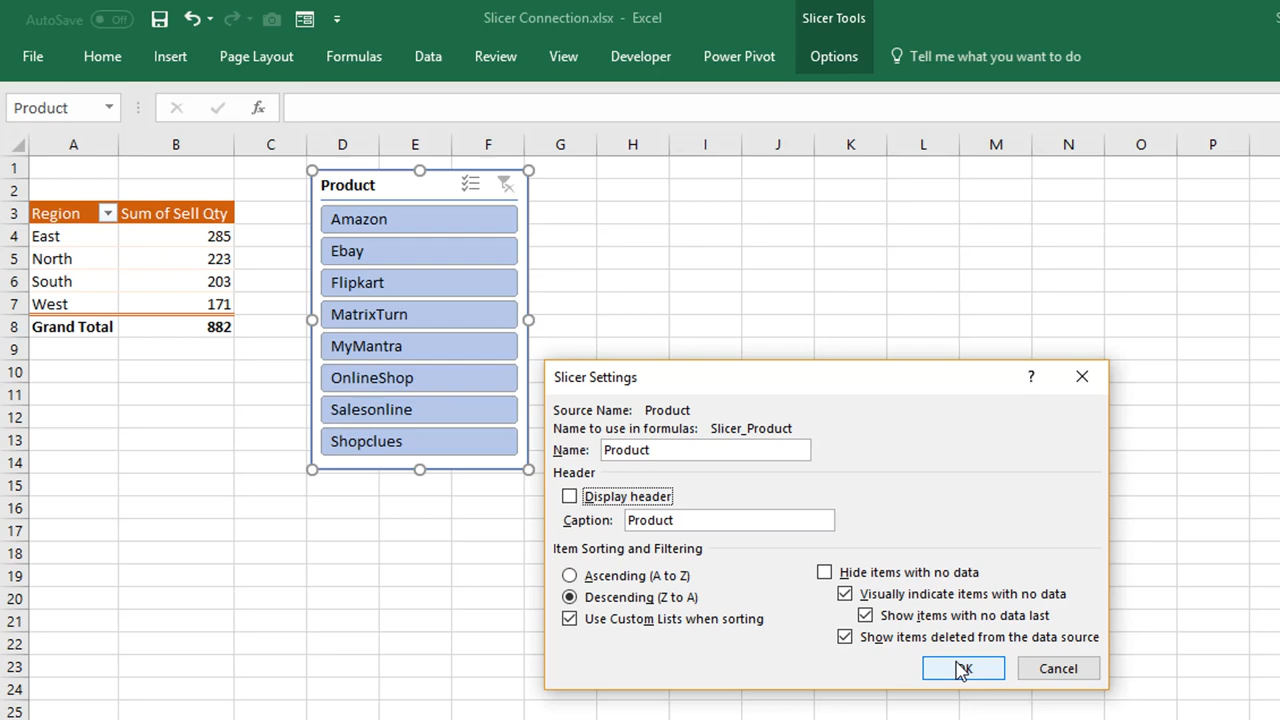 AutoSave Off Slicer Connection.xlsx - Excel Slicer Tools
File Home Insert Page Layout Formulas Data Review View Developer Power Pivot Options Tell me what you want to do
Product fx
A B C D E F G H I J K L M N O P
1
2
3 Region Sum of Sell Qty
4 East 285
5 North 223
6 South 203
7 West 171
8 Grand Total 882
9
10
11
12
13
14
15
16
17
18
19
20
21
22
23
24
25
Product
Amazon
Ebay
Flipkart
MatrixTurn
MyMantra
OnlineShop
Salesonline
Shopclues
Slicer Settings ?
Source Name: Product
Name to use in formulas: Slicer_Product
Name: Product
Header
Display header
Caption: Product
Item Sorting and Filtering
Ascending (A to Z)
Descending (Z to A)
Use Custom Lists when sorting
Hide items with no data
Visually indicate items with no data
Show items with no data last
Show items deleted from the data source
Cancel